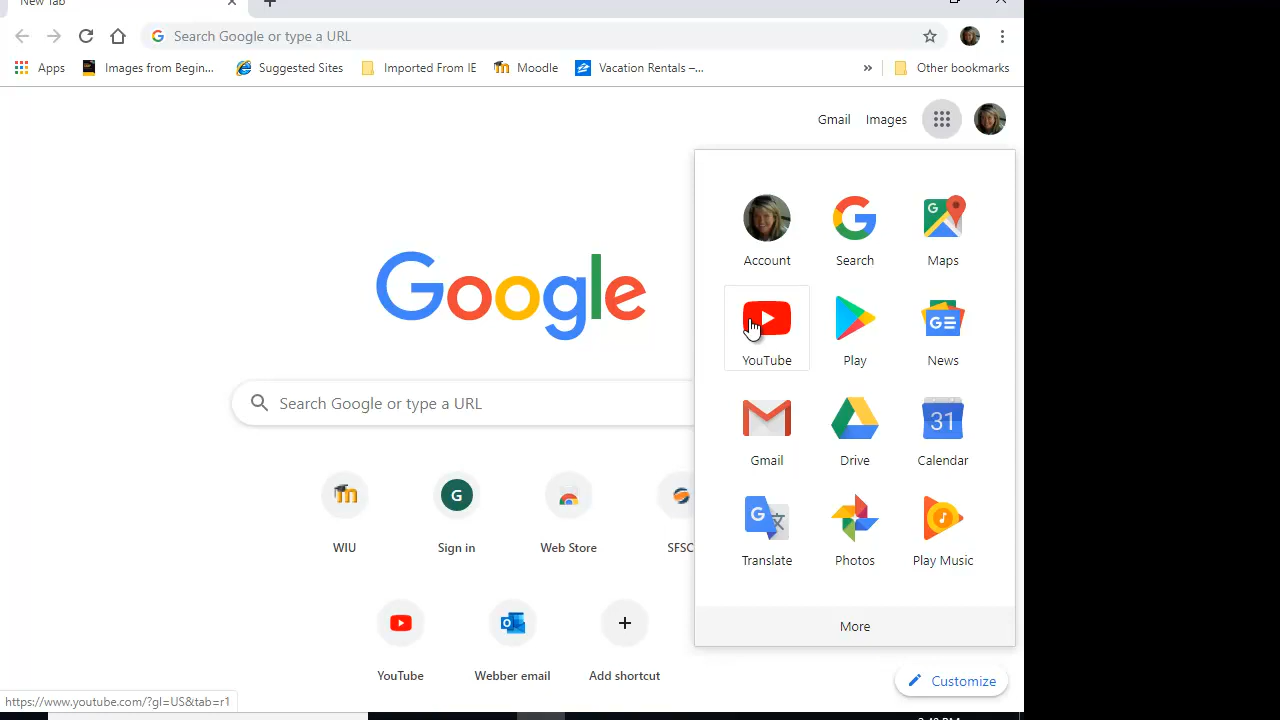 New Tab
Search Google or type a URL
Apps
Images from Begin...
Suggested Sites
Imported From IE
Moodle
Vacation Rentals –...
»
Other bookmarks
Gmail
Images
Google
Search Google or type a URL
WIU
G
Sign in
Web Store
SFSC
YouTube
Webber email
Add shortcut
Account
Search
G
Maps
YouTube
Play
GE
News
Gmail
Drive
31
Calendar
G
Translate
Photos
Play Music
More
Customize
https://www.youtube.com/?gl=US&tab=r1